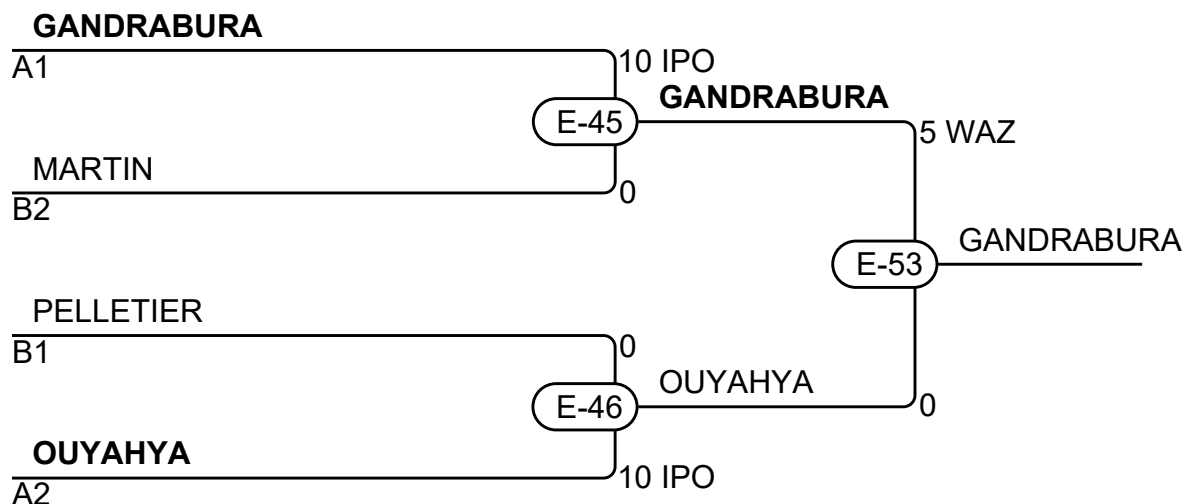 GANDRABURA
A1
10 IPO
GANDRABURA
E-45
5 WAZ
MARTIN
B2
0
GANDRABURA
E-53
PELLETIER
B1
0
OUYAHYA
E-46
0
OUYAHYA
A2
10 IPO